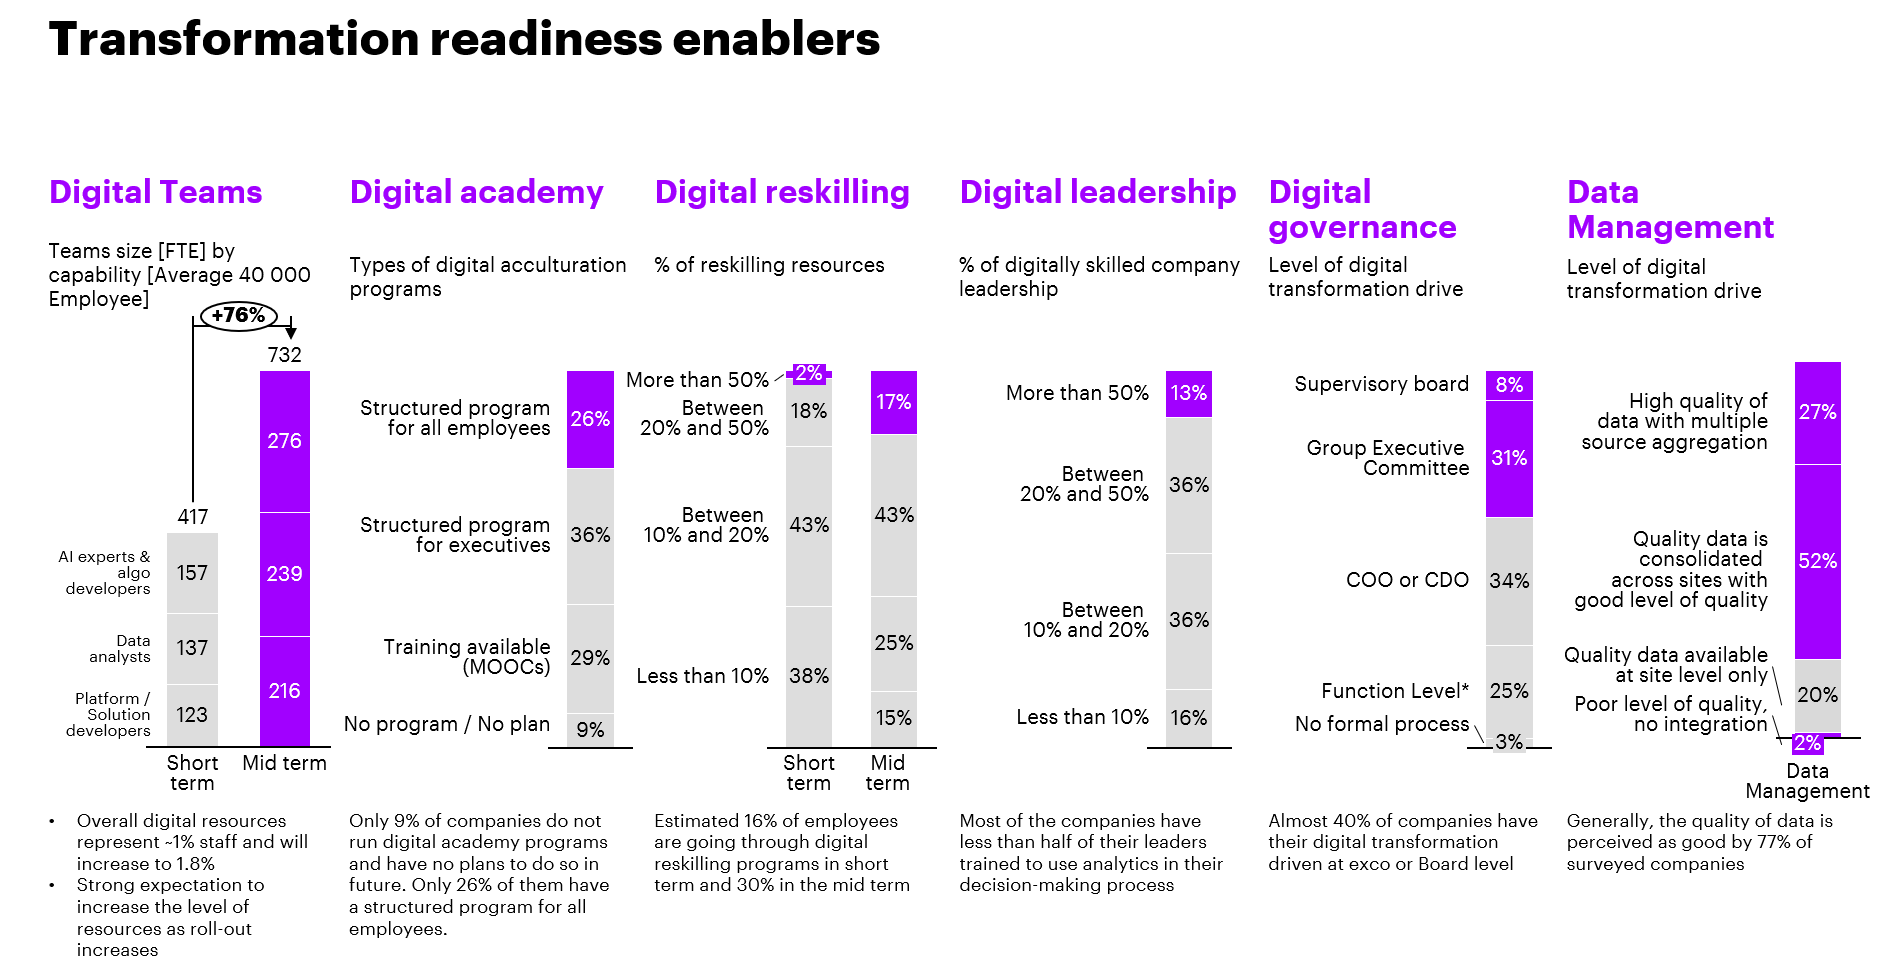 Transformation readiness enablers
Digital Teams
Teams size [FTE] by
capability [Average 40 000
Employee]
+76%
732
276
417
239
AI experts &
algo
developers
157
Data
analysts
137
216
Platform /
Solution
developers
123
Short
term
Mid term
• Overall digital resources
represent ~1% staff and will
increase to 1.8%
• Strong expectation to
increase the level of
resources as roll-out
increases
Digital academy
Types of digital acculturation
programs
Structured program
for all employees
26%
Structured program
for executives
36%
Training available
(MOOCs)
29%
No program / No plan
9%
Only 9% of companies do not
run digital academy programs
and have no plans to do so in
future. Only 26% of them have
a structured program for all
employees.
Digital reskilling
% of reskilling resources
More than 50%
2%
17%
Between
20% and 50%
18%
43%
Between
10% and 20%
43%
25%
Less than 10%
38%
15%
Short
term
Mid
term
Estimated 16% of employees
are going through digital
reskilling programs in short
term and 30% in the mid term
Digital leadership
% of digitally skilled company
leadership
More than 50%
13%
Between
20% and 50%
36%
Between
10% and 20%
36%
Less than 10%
16%
Most of the companies have
less than half of their leaders
trained to use analytics in their
decision-making process
Digital
governance
Level of digital
transformation drive
Supervisory board
8%
Group Executive
Committee
31%
COO or CDO
34%
Function Level*
25%
No formal process
3%
Almost 40% of companies have
their digital transformation
driven at exco or Board level
Data
Management
Level of digital
transformation drive
High quality of
data with multiple
source aggregation
27%
Quality data is
consolidated
across sites with
good level of quality
52%
Quality data available
at site level only
20%
Poor level of quality,
no integration
2%
Data
Management
Generally, the quality of data is
perceived as good by 77% of
surveyed companies